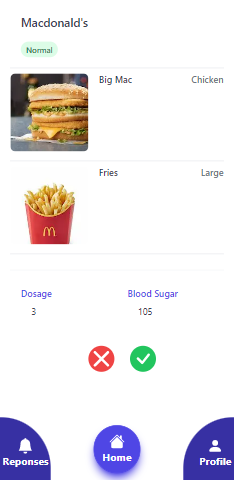 Macdonald's
Normal
Big Mac Chicken
Fries Large
Dosage Blood Sugar
3 105
Reponses Home Profile